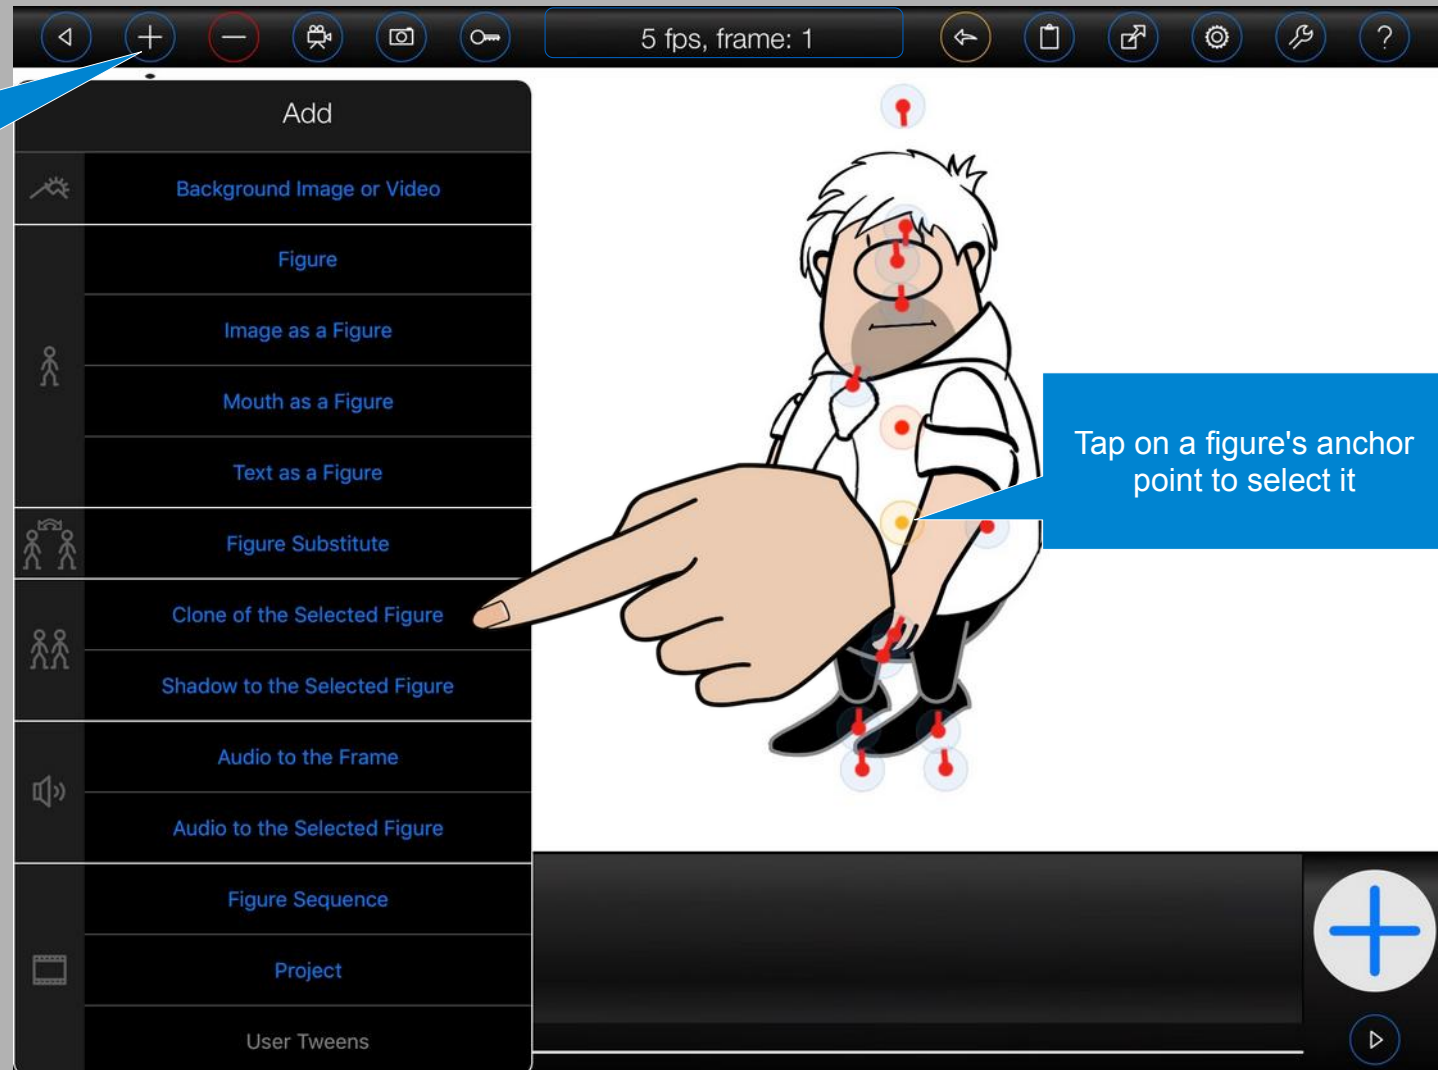 5 fps, frame: 1
?
Add
Background Image or Video
Figure
Image as a Figure
Mouth as a Figure
Text as a Figure
Figure Substitute
Clone of the Selected Figure
Shadow to the Selected Figure
Audio to the Frame
Audio to the Selected Figure
Figure Sequence
Project
User Tweens
Tap on a figure's anchor
point to select it